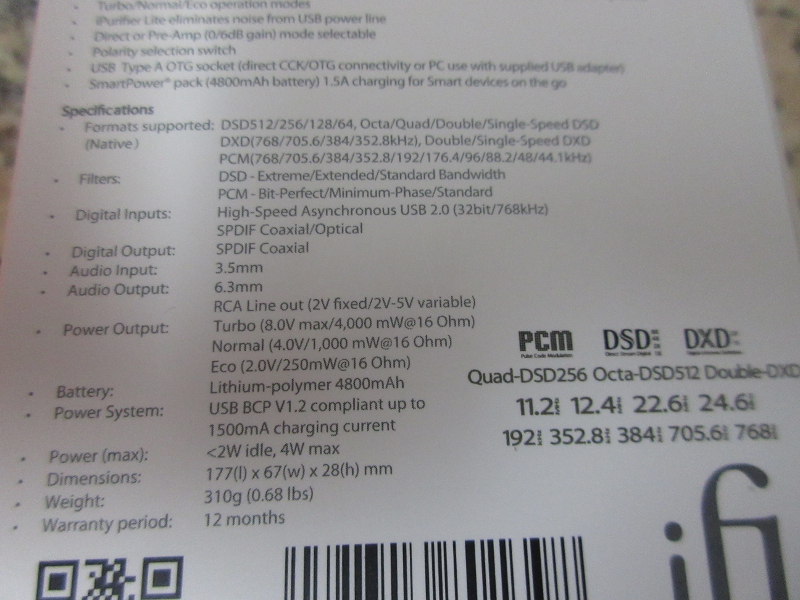 • Turbo/Normal/Eco operation modes
• iPurifier Lite eliminates noise from USB power line
• Direct or Pre-Amp (0/6dB gain) mode selectable
• Polarity selection switch
• USB Type A OTG socket (direct CCK/OTG connectivity or PC use with supplied USB adapter)
• SmartPower® pack (4800mAh battery) 1.5A charging for Smart devices on the go
Specifications
• Formats supported: DSD512/256/128/64, Octa/Quad/Double/Single-Speed DSD
(Native) DXD(768/705.6/384/352.8kHz), Double/Single-Speed DXD
PCM(768/705.6/384/352.8/192/176.4/96/88.2/48/44.1kHz)
• Filters: DSD - Extreme/Extended/Standard Bandwidth
PCM - Bit-Perfect/Minimum-Phase/Standard
• Digital Inputs: High-Speed Asynchronous USB 2.0 (32bit/768kHz)
SPDIF Coaxial/Optical
• Digital Output: SPDIF Coaxial
• Audio Input: 3.5mm
• Audio Output: 6.3mm
RCA Line out (2V fixed/2V-5V variable)
• Power Output: Turbo (8.0V max/4,000 mW@16 Ohm)
Normal (4.0V/1,000 mW@16 Ohm)
Eco (2.0V/250mW@16 Ohm)
• Battery: Lithium-polymer 4800mAh
• Power System: USB BCP V1.2 compliant up to
1500mA charging current
• Power (max): <2W idle, 4W max
• Dimensions: 177(l) x 67(w) x 28(h) mm
• Weight: 310g (0.68 lbs)
• Warranty period: 12 months
PCM DSD DXD
Pulse Code Modulation Direct Stream Digital
Quad-DSD256 Octa-DSD512 Double-DXD
11.2 12.4 22.6 24.6
192 352.8 384 705.6 768
ifi